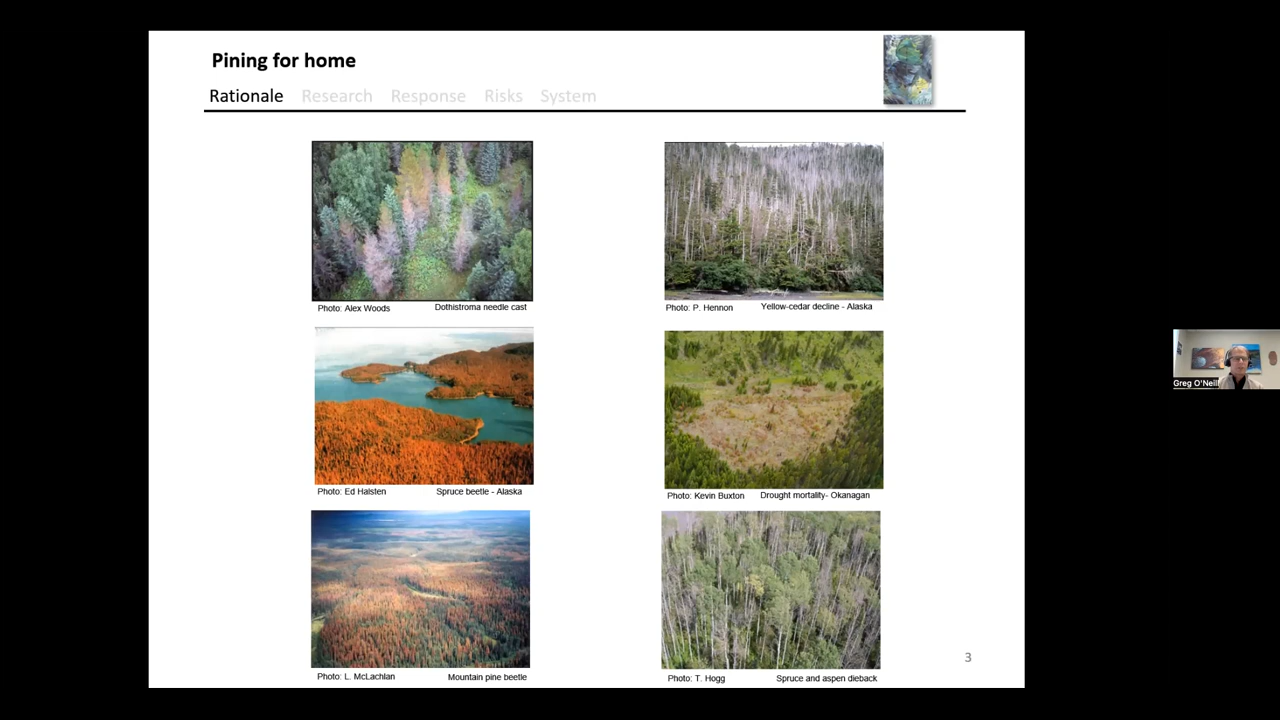 Pining for home
Rationale Research Response Risks System
Photo: Alex Woods Dothistroma needle cast
Photo: P. Hennon Yellow-cedar decline - Alaska
Photo: Ed Halsten Spruce beetle - Alaska
Photo: Kevin Buxton Drought mortality- Okanagan
Photo: L. McLachlan Mountain pine beetle
Photo: T. Hogg Spruce and aspen dieback
3
Greg O'Neill